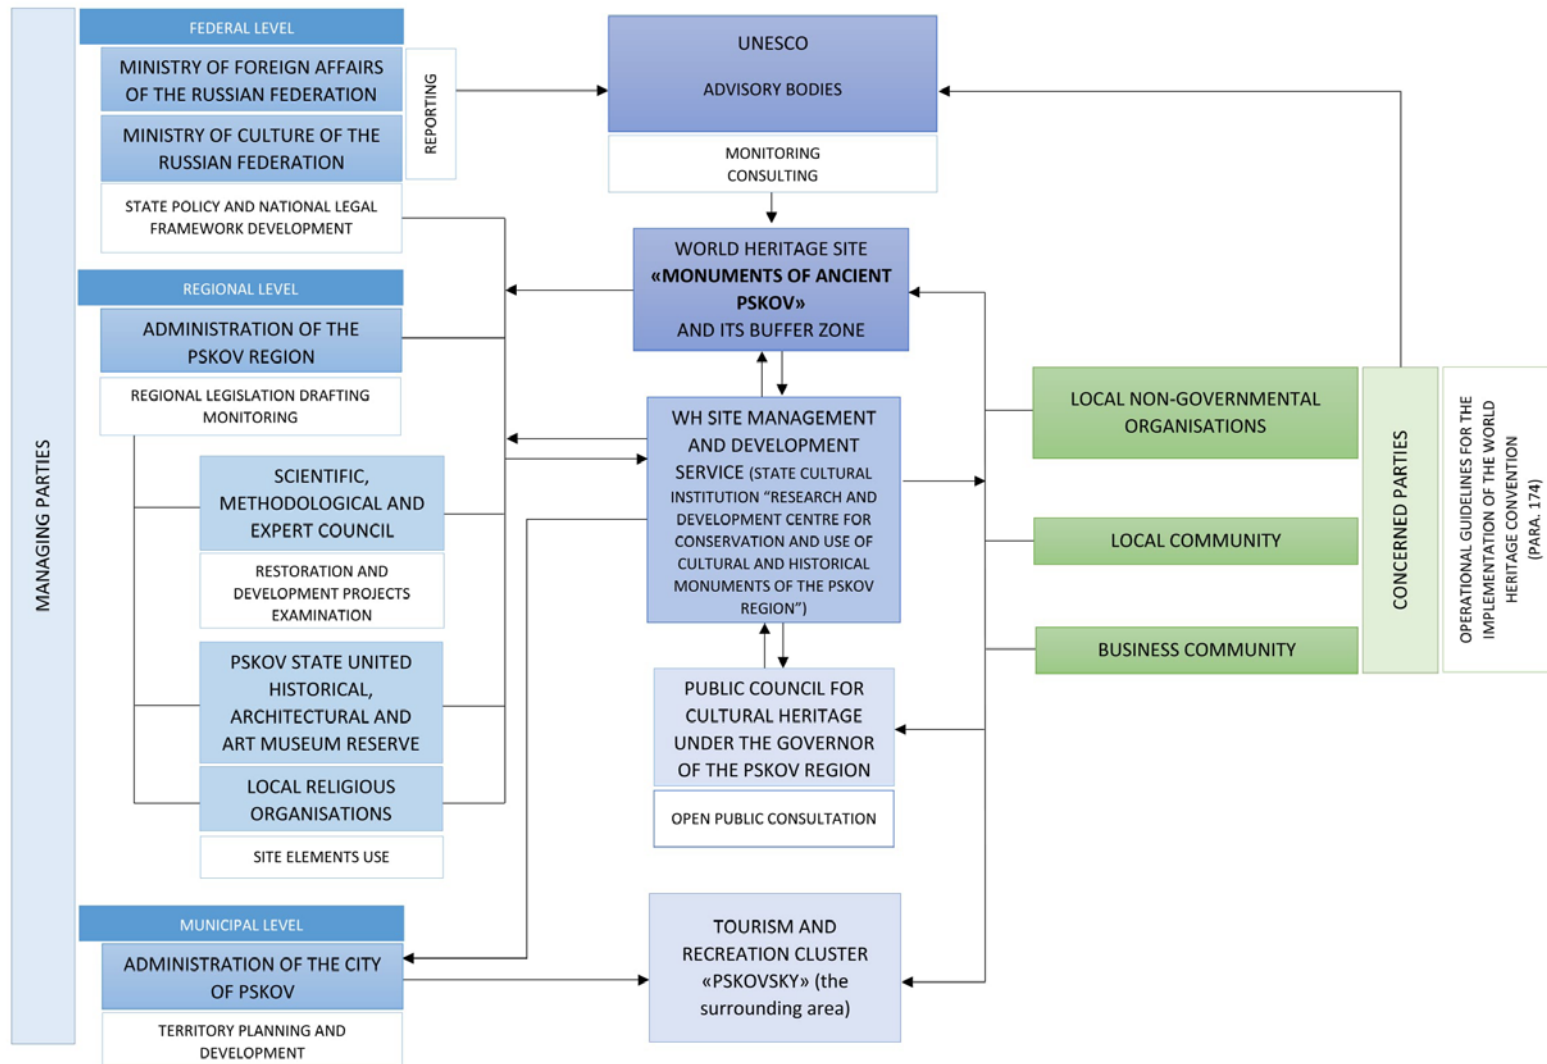 MANAGING PARTIES
FEDERAL LEVEL
MINISTRY OF FOREIGN AFFAIRS
OF THE RUSSIAN FEDERATION
MINISTRY OF CULTURE OF THE
RUSSIAN FEDERATION
REPORTING
STATE POLICY AND NATIONAL LEGAL
FRAMEWORK DEVELOPMENT
REGIONAL LEVEL
ADMINISTRATION OF THE
PSKOV REGION
REGIONAL LEGISLATION DRAFTING
MONITORING
SCIENTIFIC,
METHODOLOGICAL AND
EXPERT COUNCIL
RESTORATION AND
DEVELOPMENT PROJECTS
EXAMINATION
PSKOV STATE UNITED
HISTORICAL,
ARCHITECTURAL AND
ART MUSEUM RESERVE
LOCAL RELIGIOUS
ORGANISATIONS
SITE ELEMENTS USE
MUNICIPAL LEVEL
ADMINISTRATION OF THE CITY
OF PSKOV
TERRITORY PLANNING AND
DEVELOPMENT
UNESCO
ADVISORY BODIES
MONITORING
CONSULTING
WORLD HERITAGE SITE
«MONUMENTS OF ANCIENT
PSKOV»
AND ITS BUFFER ZONE
WH SITE MANAGEMENT
AND DEVELOPMENT
SERVICE (STATE CULTURAL
INSTITUTION “RESEARCH AND
DEVELOPMENT CENTRE FOR
CONSERVATION AND USE OF
CULTURAL AND HISTORICAL
MONUMENTS OF THE PSKOV
REGION”)
PUBLIC COUNCIL FOR
CULTURAL HERITAGE
UNDER THE GOVERNOR
OF THE PSKOV REGION
OPEN PUBLIC CONSULTATION
TOURISM AND
RECREATION CLUSTER
«PSKOVSKY» (the
surrounding area)
LOCAL NON-GOVERNMENTAL
ORGANISATIONS
LOCAL COMMUNITY
BUSINESS COMMUNITY
CONCERNED PARTIES
OPERATIONAL GUIDELINES FOR THE
IMPLEMENTATION OF THE WORLD
HERITAGE CONVENTION
(PARA. 174)